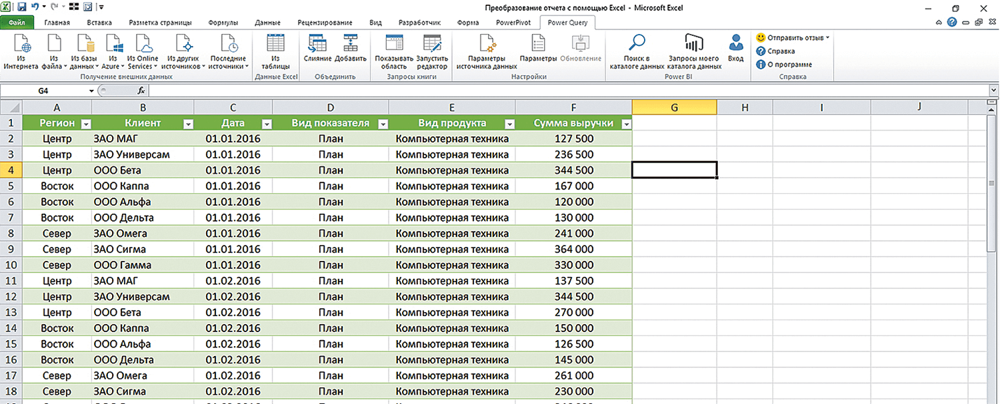 Преобразование отчета с помощью Excel - Microsoft Excel
Файл Главная Вставка Разметка страницы Формулы Данные Рецензирование Вид Разработчик Форма PowerPivot Power Query
Из Интернета Из файла Из базы данных Из Azure Из Online Services Из других источников Последние источники Из таблицы Слияние Добавить Показывать область Запустить редактор Параметры источника данных Параметры Обновление Поиск в каталоге данных Запросы моего каталога данных Вход Отправить отзыв
Справка
О программе
Получение внешних данных Данные Excel Объединить Запросы книги Настройки Power BI Справка
G4 fx
A B C D E F G H I J
1 Регион Клиент Дата Вид показателя Вид продукта Сумма выручки
2 Центр ЗАО МАГ 01.01.2016 План Компьютерная техника 127 500
3 Центр ЗАО Универсам 01.01.2016 План Компьютерная техника 236 500
4 Центр ООО Бета 01.01.2016 План Компьютерная техника 344 500
5 Восток ООО Каппа 01.01.2016 План Компьютерная техника 167 000
6 Восток ООО Альфа 01.01.2016 План Компьютерная техника 120 000
7 Восток ООО Дельта 01.01.2016 План Компьютерная техника 130 000
8 Север ЗАО Омега 01.01.2016 План Компьютерная техника 241 000
9 Север ЗАО Сигма 01.01.2016 План Компьютерная техника 364 000
10 Север ООО Гамма 01.01.2016 План Компьютерная техника 330 000
11 Центр ЗАО МАГ 01.02.2016 План Компьютерная техника 137 500
12 Центр ЗАО Универсам 01.02.2016 План Компьютерная техника 344 500
13 Центр ООО Бета 01.02.2016 План Компьютерная техника 270 000
14 Восток ООО Каппа 01.02.2016 План Компьютерная техника 150 000
15 Восток ООО Альфа 01.02.2016 План Компьютерная техника 126 500
16 Восток ООО Дельта 01.02.2016 План Компьютерная техника 145 000
17 Север ЗАО Омега 01.02.2016 План Компьютерная техника 261 000
18 Север ЗАО Сигма 01.02.2016 План Компьютерная техника 230 000